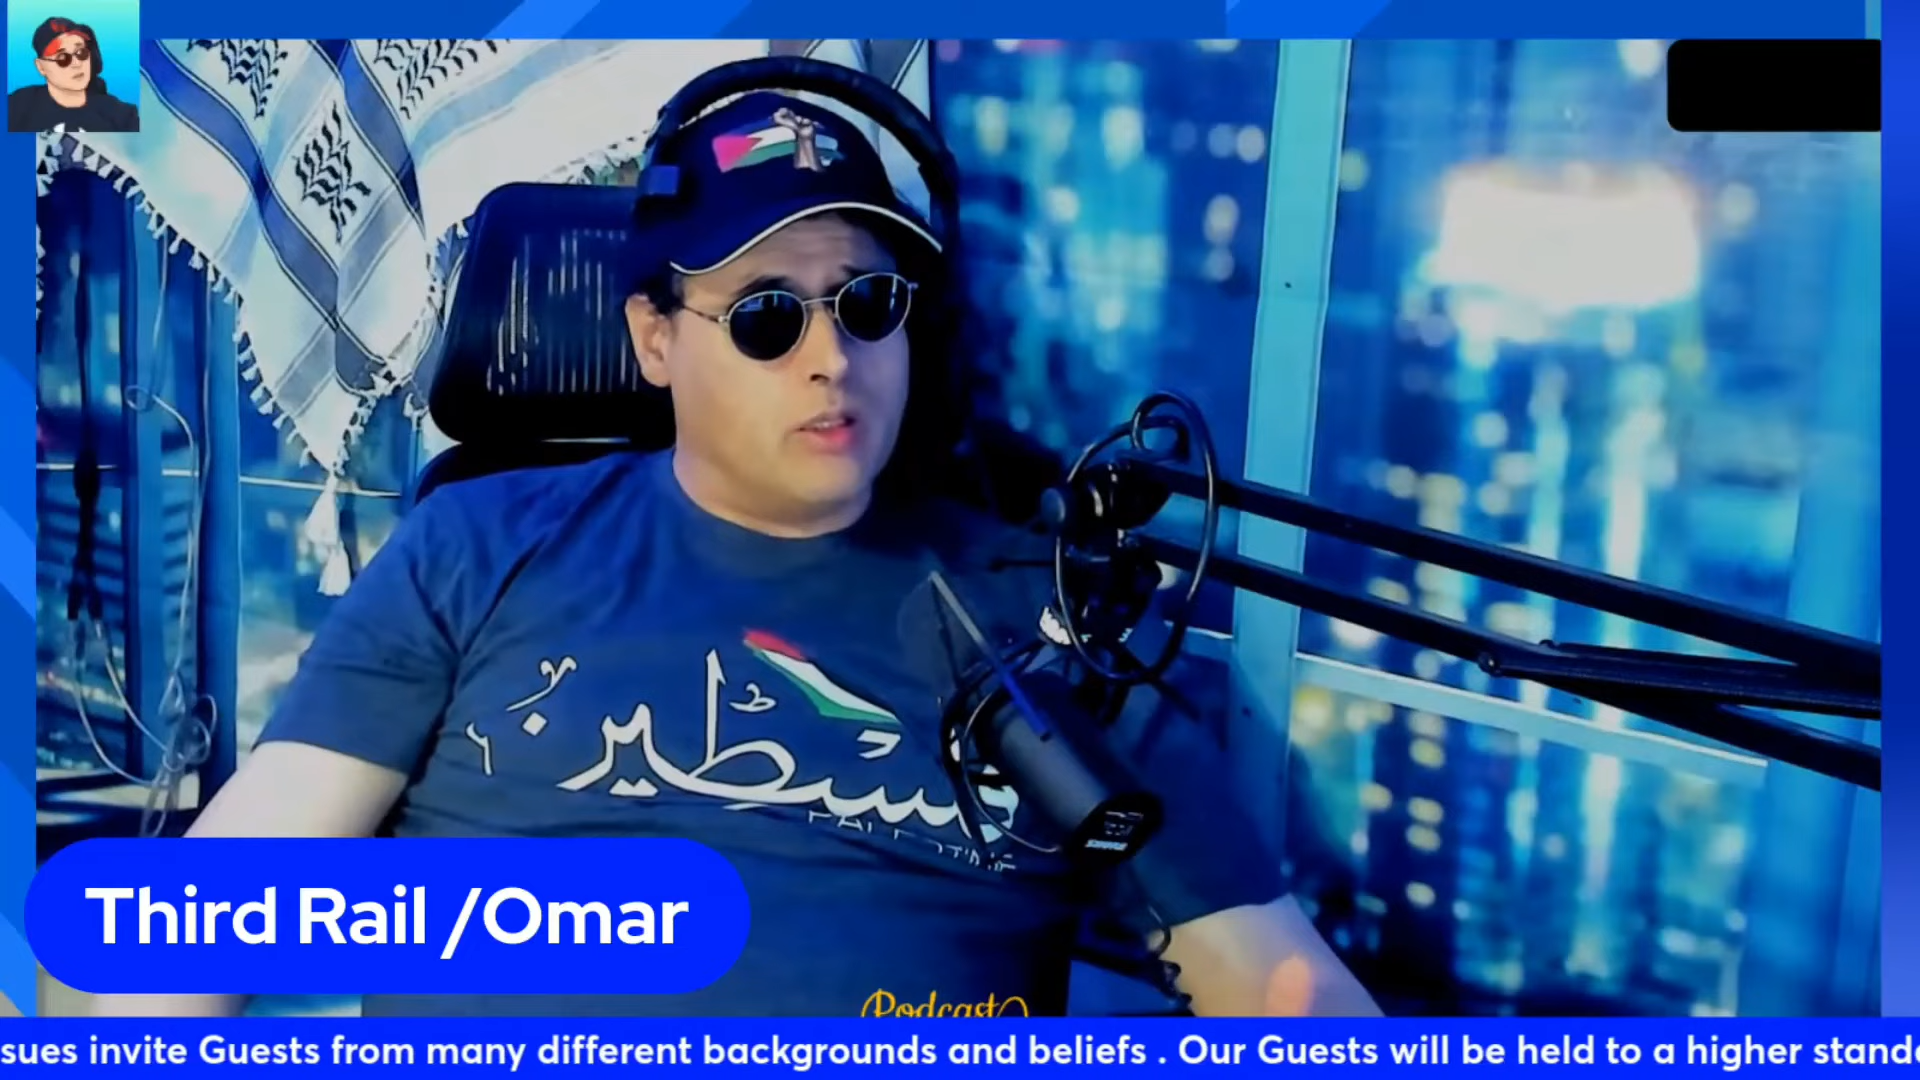 فلسطين
Third Rail /Omar
Podcast
sues invite Guests from many different backgrounds and beliefs . Our Guests will be held to a higher stand